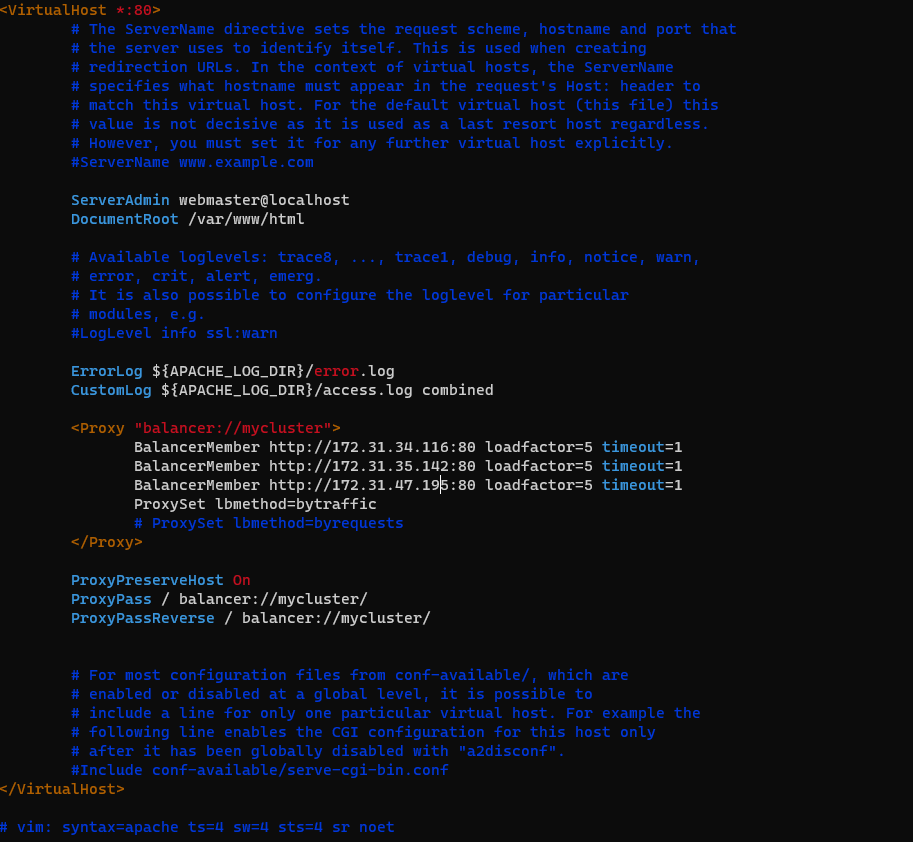 <VirtualHost *:80>
# The ServerName directive sets the request scheme, hostname and port that
# the server uses to identify itself. This is used when creating
# redirection URLs. In the context of virtual hosts, the ServerName
# specifies what hostname must appear in the request's Host: header to
# match this virtual host. For the default virtual host (this file) this
# value is not decisive as it is used as a last resort host regardless.
# However, you must set it for any further virtual host explicitly.
#ServerName www.example.com
ServerAdmin webmaster@localhost
DocumentRoot /var/www/html
# Available loglevels: trace8, ..., trace1, debug, info, notice, warn,
# error, crit, alert, emerg.
# It is also possible to configure the loglevel for particular
# modules, e.g.
#LogLevel info ssl:warn
ErrorLog ${APACHE_LOG_DIR}/error.log
CustomLog ${APACHE_LOG_DIR}/access.log combined
<Proxy "balancer://mycluster">
BalancerMember http://172.31.34.116:80 loadfactor=5 timeout=1
BalancerMember http://172.31.35.142:80 loadfactor=5 timeout=1
BalancerMember http://172.31.47.195:80 loadfactor=5 timeout=1
ProxySet lbmethod=bytraffic
# ProxySet lbmethod=byrequests
</Proxy>
ProxyPreserveHost On
ProxyPass / balancer://mycluster/
ProxyPassReverse / balancer://mycluster/
# For most configuration files from conf-available/, which are
# enabled or disabled at a global level, it is possible to
# include a line for only one particular virtual host. For example the
# following line enables the CGI configuration for this host only
# after it has been globally disabled with "a2disconf".
#Include conf-available/serve-cgi-bin.conf
</VirtualHost>
# vim: syntax=apache ts=4 sw=4 sts=4 sr noet